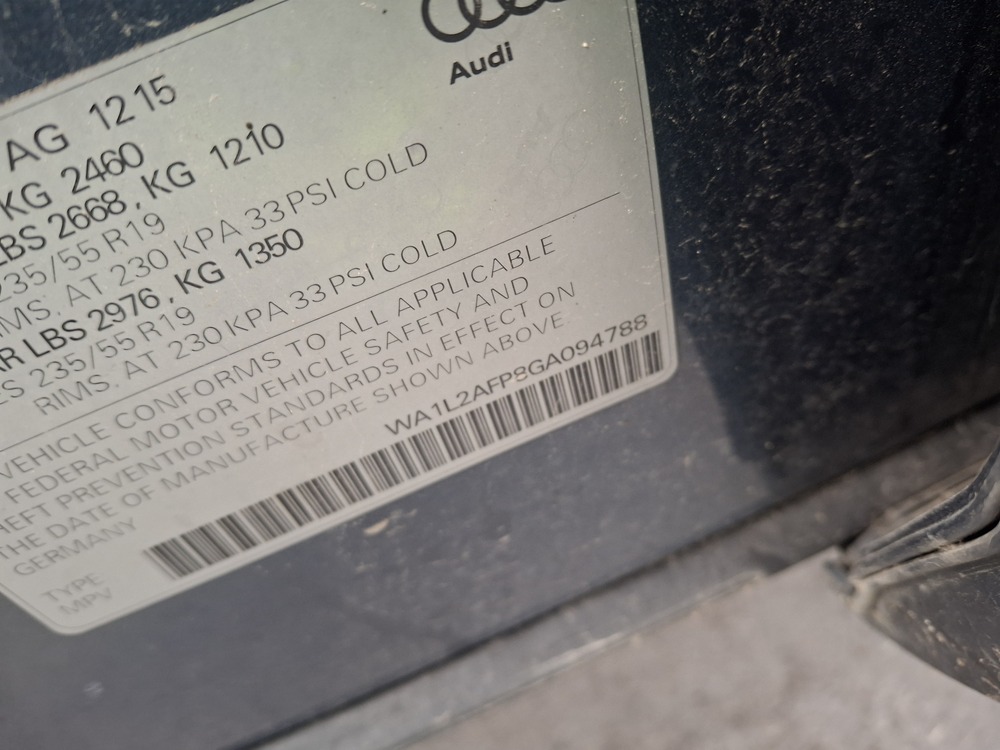 Audi
AG 1215
KG 2460
LBS 2668, KG 1210
235/55 R19
RIMS. AT 230 KPA 33 PSI COLD
R LBS 2976, KG 1350
ES 235/55 R19
RIMS. AT 230 KPA 33 PSI COLD
VEHICLE CONFORMS TO ALL APPLICABLE
FEDERAL MOTOR VEHICLE SAFETY AND
HEFT PREVENTION STANDARDS IN EFFECT ON
THE DATE OF MANUFACTURE SHOWN ABOVE
GERMANY
WA1L2AFP8GA094788
TYPE
MPV